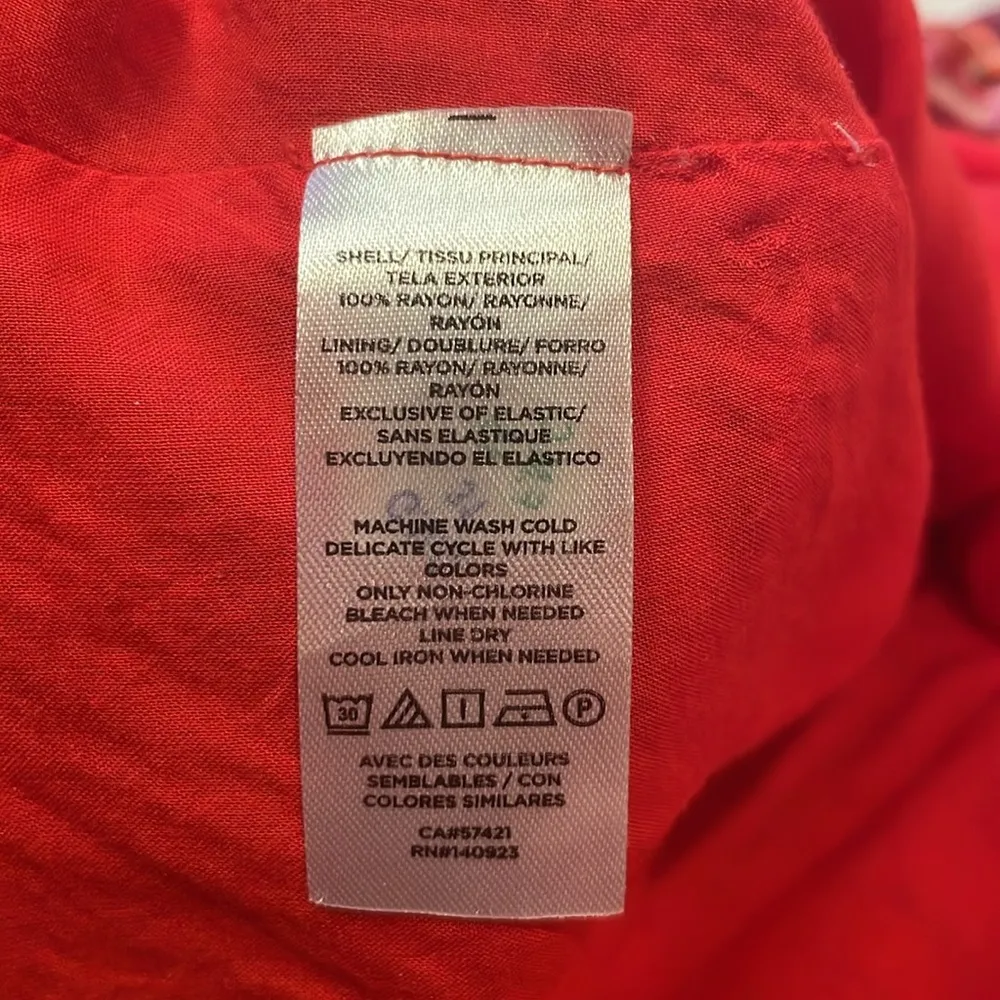 SHELL/ TISSU PRINCIPAL/
TELA EXTERIOR
100% RAYON/ RAYONNE/
RAYÓN
LINING/ DOUBLURE/ FORRO
100% RAYON/ RAYONNE/
RAYÓN
EXCLUSIVE OF ELASTIC/
SANS ELASTIQUE
EXCLUYENDO EL ELASTICO
MACHINE WASH COLD
DELICATE CYCLE WITH LIKE
COLORS
ONLY NON-CHLORINE
BLEACH WHEN NEEDED
LINE DRY
COOL IRON WHEN NEEDED
30 P
AVEC DES COULEURS
SEMBLABLES / CON
COLORES SIMILARES
CA#57421
RN#140923